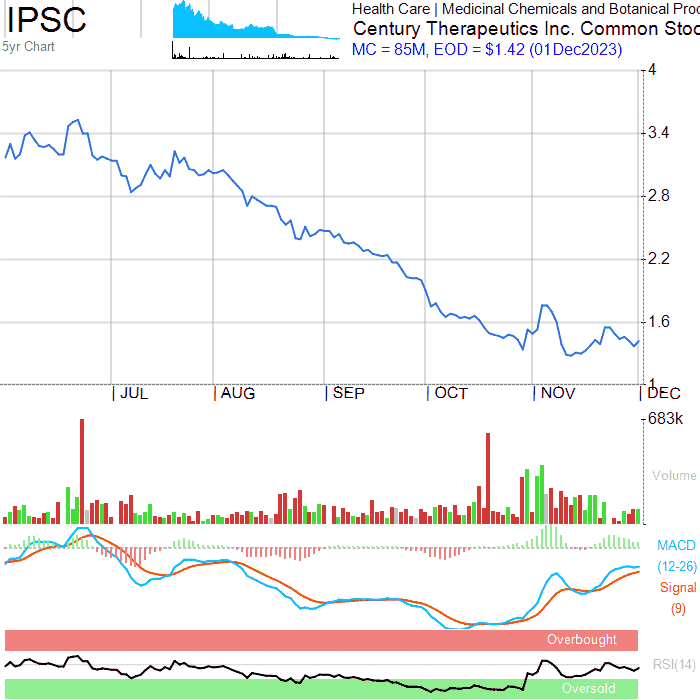 IPSC
5yr Chart
Health Care | Medicinal Chemicals and Botanical Proc
Century Therapeutics Inc. Common Stoc
MC = 85M, EOD = $1.42 (01Dec2023)
4
3.4
2.8
2.2
1.6
1
JUL AUG SEP OCT NOV DEC
683k
Volume
MACD
(12-26)
Signal
(9)
Overbought
RSI(14)
Oversold